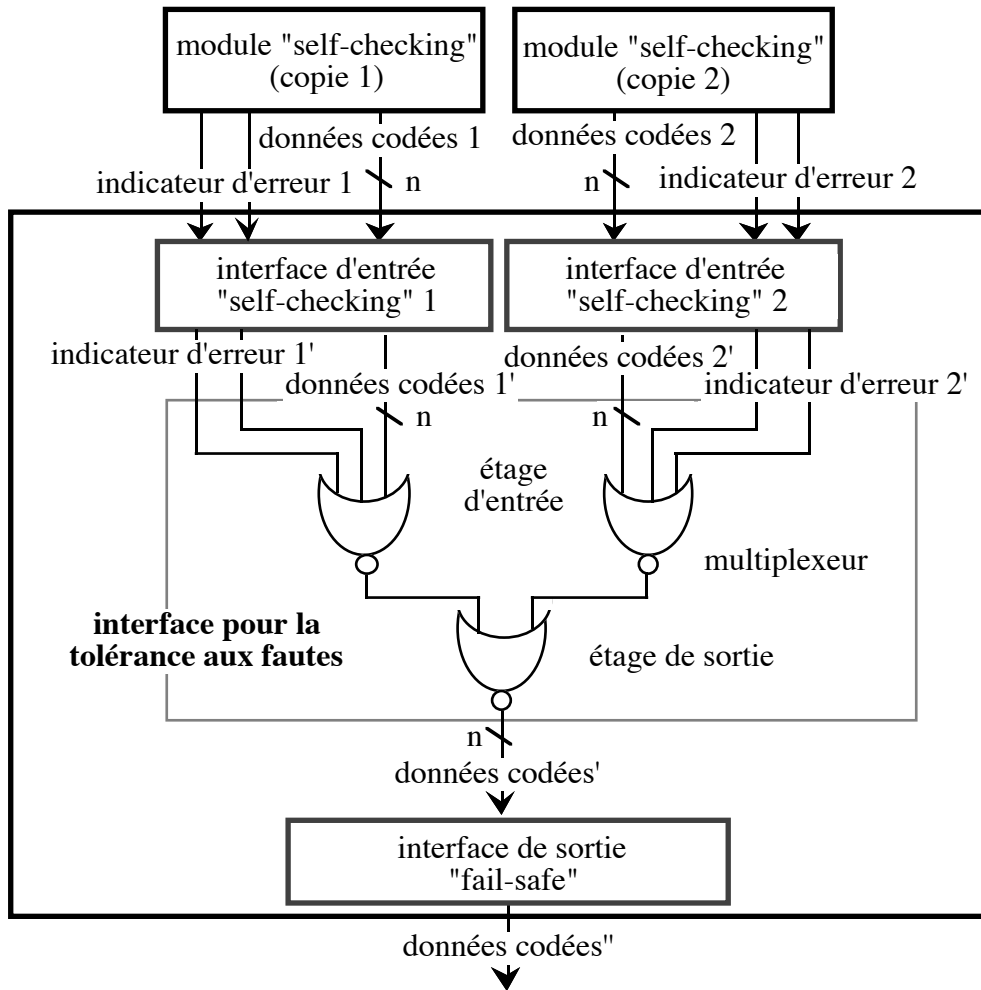 module "self-checking"
(copie 1)
module "self-checking"
(copie 2)
données codées 1
données codées 2
indicateur d'erreur 1
n
n
indicateur d'erreur 2
interface d'entrée
"self-checking" 1
interface d'entrée
"self-checking" 2
indicateur d'erreur 1'
données codées 2'
données codées 1'
indicateur d'erreur 2'
n
n
étage
d'entrée
multiplexeur
interface pour la
tolérance aux fautes
étage de sortie
n
données codées'
interface de sortie
"fail-safe"
données codées"